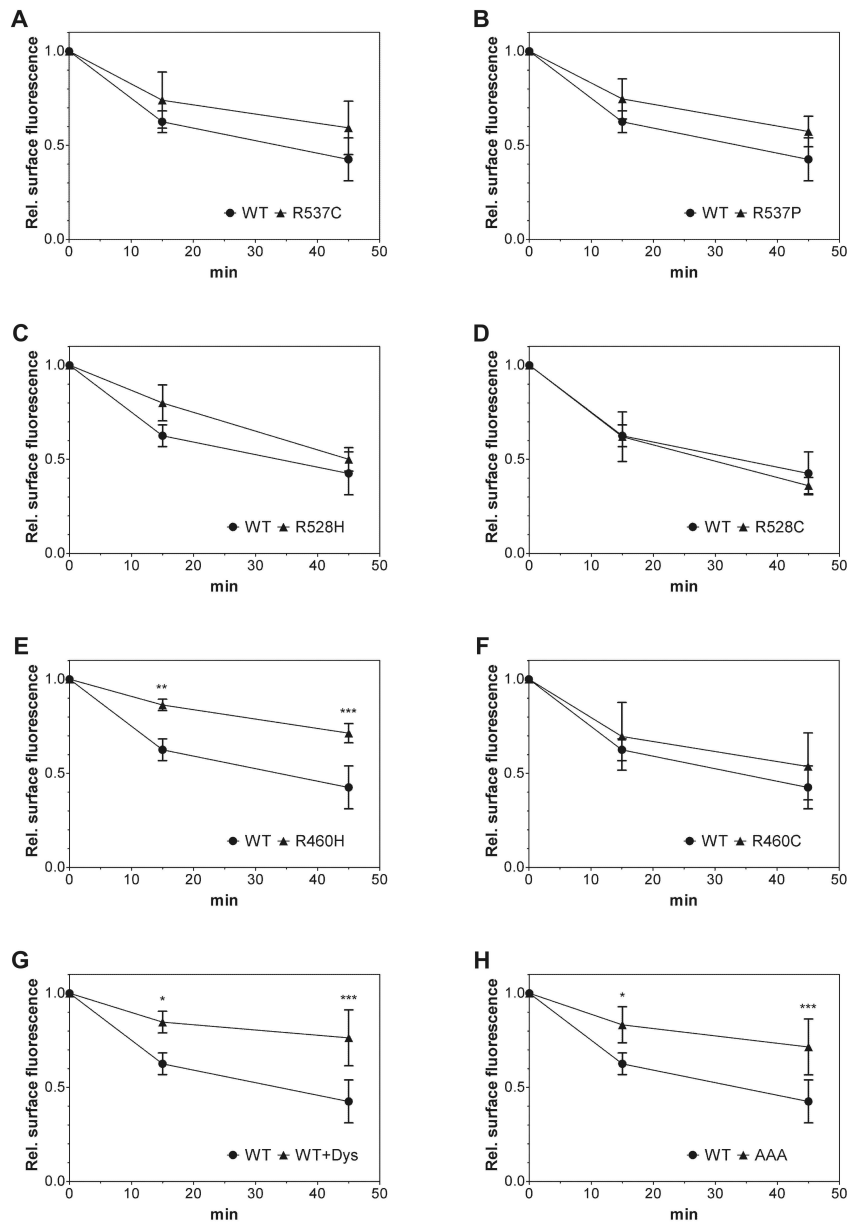 A
B
Rel. surface fluorescence
1.0
0.5
0.0
WT R537C
0 10 20 30 40 50
min
Rel. surface fluorescence
1.0
0.5
0.0
WT R537P
0 10 20 30 40 50
min
C
D
Rel. surface fluorescence
1.0
0.5
0.0
WT R528H
0 10 20 30 40 50
min
Rel. surface fluorescence
1.0
0.5
0.0
WT R528C
0 10 20 30 40 50
min
E
F
Rel. surface fluorescence
1.0
** ***
0.5
0.0
WT R460H
0 10 20 30 40 50
min
Rel. surface fluorescence
1.0
0.5
0.0
WT R460C
0 10 20 30 40 50
min
G
H
Rel. surface fluorescence
1.0
* ***
0.5
0.0
WT WT+Dys
0 10 20 30 40 50
min
Rel. surface fluorescence
1.0
* ***
0.5
0.0
WT AAA
0 10 20 30 40 50
min